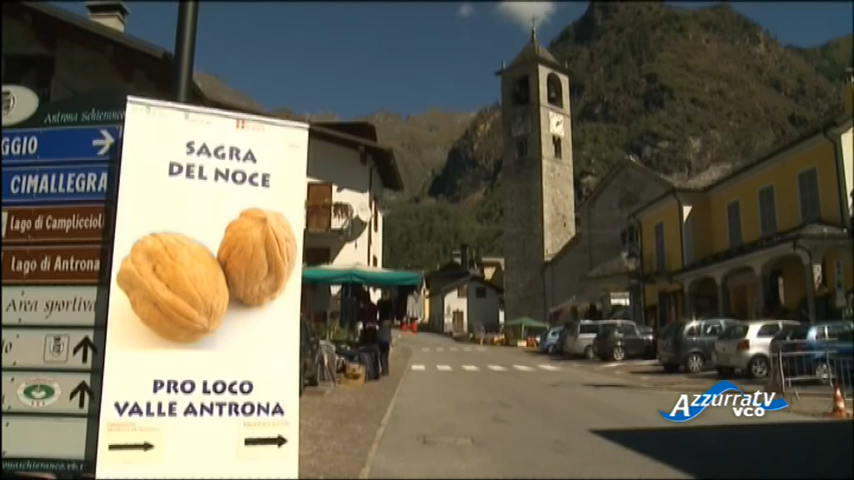 Antrona Schieranco
GGIO
CIMALLEGRA
Lago di Camplicciol
Lago di Antrona
Area sportiva
SAGRA
DEL NOCE
PRO LOCO
VALLE ANTRONA
AzzurraTV
VCO